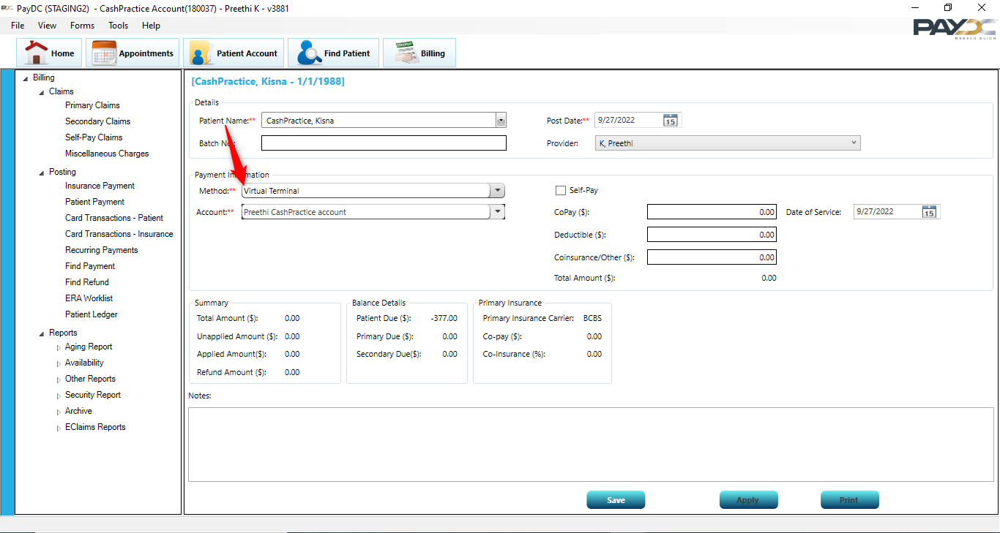 PayDC (STAGING2) - CashPractice Account(180037) - Preethi K - v3881
File View Forms Tools Help
PAYDC
REBELS ALIGN
Home Appointments Patient Account Find Patient Billing
Billing
Claims
Primary Claims
Secondary Claims
Self-Pay Claims
Miscellaneous Charges
Posting
Insurance Payment
Patient Payment
Card Transactions - Patient
Card Transactions - Insurance
Recurring Payments
Find Payment
Find Refund
ERA Worklist
Patient Ledger
Reports
Aging Report
Availability
Other Reports
Security Report
Archive
EClaims Reports
[CashPractice, Kisna - 1/1/1988]
Details
Patient Name:** CashPractice, Kisna Post Date:** 9/27/2022 15
Batch Provider: K, Preethi
Payment Information
Method:** Virtual Terminal Self-Pay
Account:** Preethi CashPractice account CoPay ($): 0.00 Date of Service: 9/27/2022 15
Deductible ($): 0.00
Coinsurance/Other ($): 0.00
Total Amount ($): 0.00
Summary
Total Amount ($): 0.00
Unapplied Amount ($): 0.00
Applied Amount($): 0.00
Refund Amount ($): 0.00
Balance Details
Patient Due ($): -377.00
Primary Due ($): 0.00
Secondary Due($): 0.00
Primary Insurance
Primary Insurance Carrier: BCBS
Co-pay ($): 0.00
Co-Insurance (%): 0.00
Notes:
Save Apply Print